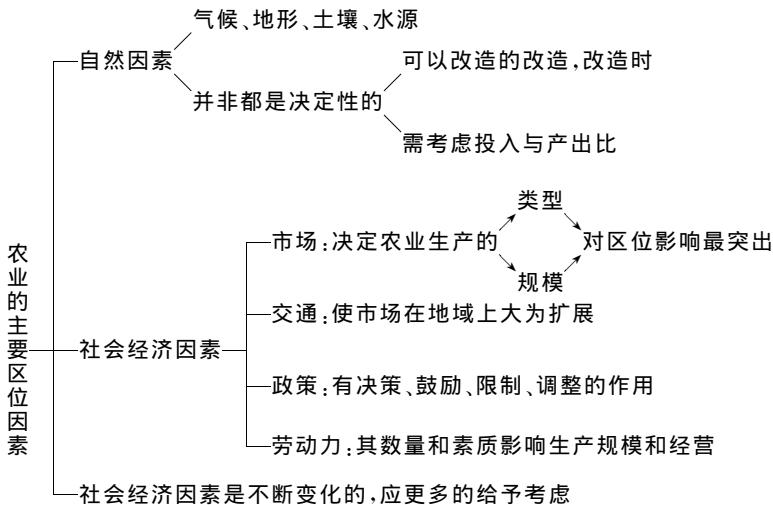 气候、地形、土壤、水源
自然因素
可以改造的改造,改造时
并非都是决定性的
需考虑投入与产出比
农业的主要区位因素
类型
市场:决定农业生产的
对区位影响最突出
规模
交通:使市场在地域上大为扩展
社会经济因素
政策:有决策、鼓励、限制、调整的作用
劳动力:其数量和素质影响生产规模和经营
社会经济因素是不断变化的,应更多的给予考虑